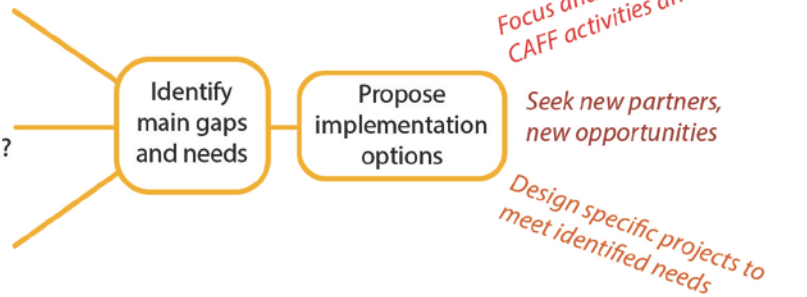 ?
Identify
main gaps
and needs
Propose
implementation
options
Focus and
CAFF activities
Seek new partners,
new opportunities
Design specific projects to
meet identified needs